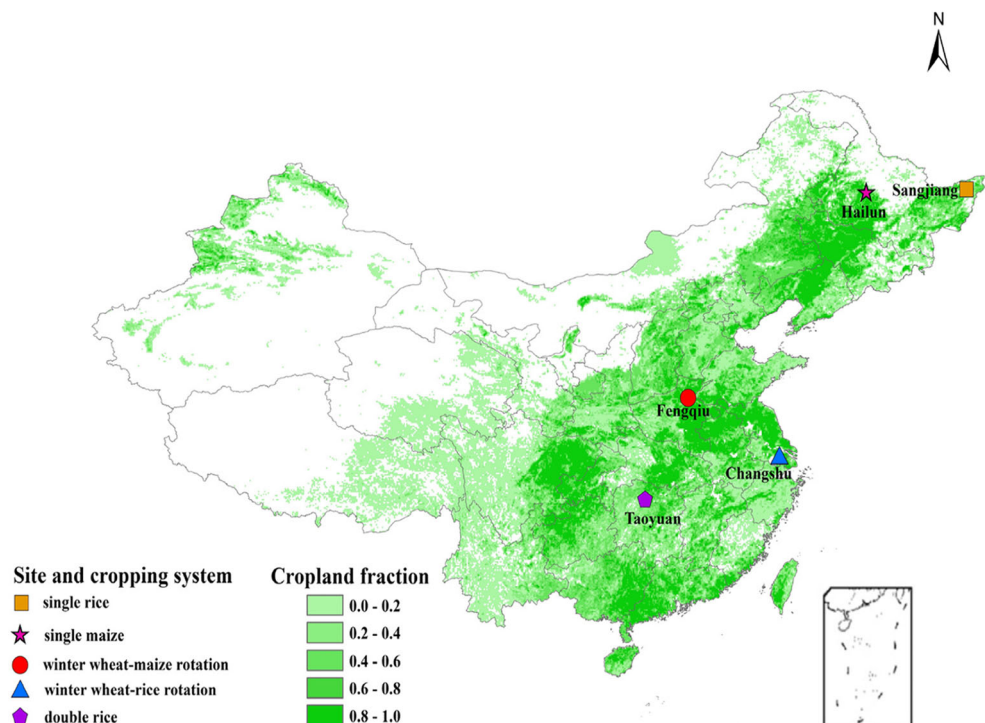 N
Sangjiang
Hailun
Fengqiu
Changshu
Taoyuan
Site and cropping system
single rice
single maize
winter wheat-maize rotation
winter wheat-rice rotation
double rice
Cropland fraction
0.0 - 0.2
0.2 - 0.4
0.4 - 0.6
0.6 - 0.8
0.8 - 1.0